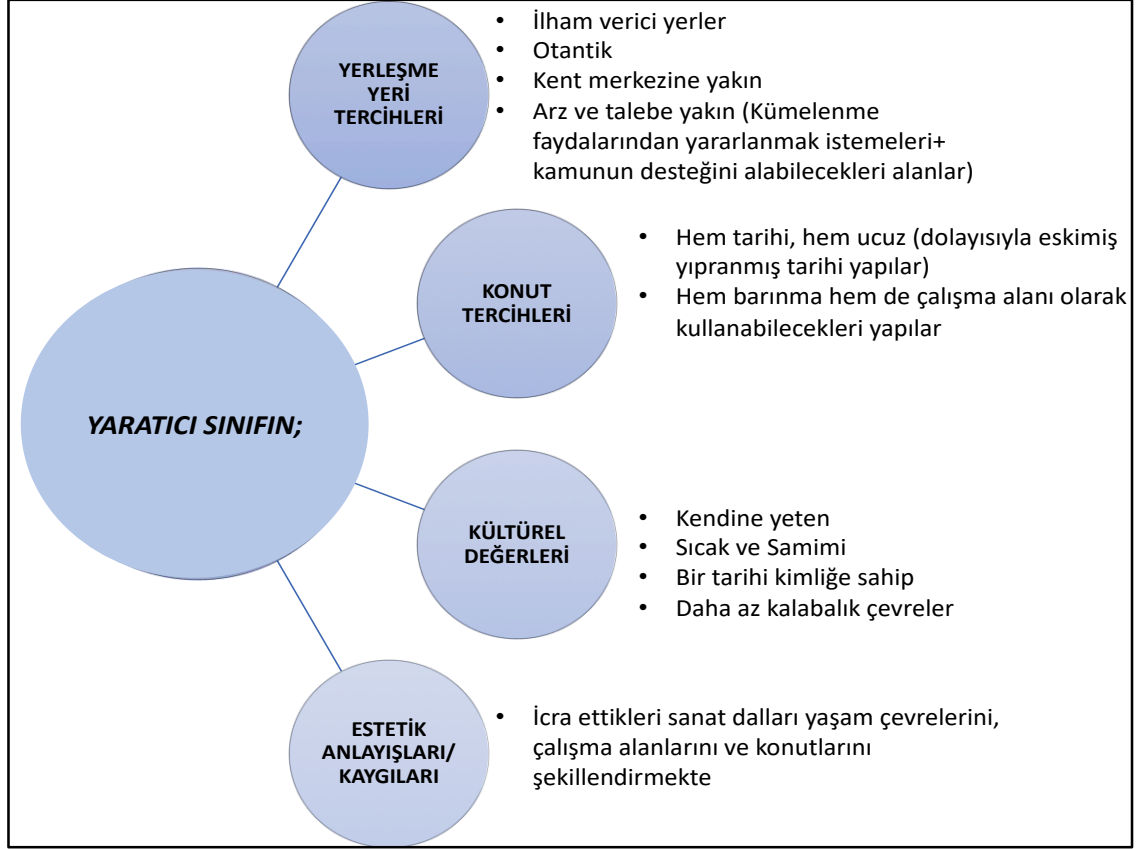 YARATICI SINIFIN;
YERLEŞME
YERİ
TERCİHLERİ
• İlham verici yerler
• Otantik
• Kent merkezine yakın
• Arz ve talebe yakın (Kümelenme
faydalarından yararlanmak istemeleri+
kamunun desteğini alabilecekleri alanlar)
KONUT
TERCİHLERİ
• Hem tarihi, hem ucuz (dolayısıyla eskimiş
yıpranmış tarihi yapılar)
• Hem barınma hem de çalışma alanı olarak
kullanabilecekleri yapılar
KÜLTÜREL
DEĞERLERİ
• Kendine yeten
• Sıcak ve Samimi
• Bir tarihi kimliğe sahip
• Daha az kalabalık çevreler
ESTETİK
ANLAYIŞLARI/
KAYGILARI
• İcra ettikleri sanat dalları yaşam çevrelerini,
çalışma alanlarını ve konutlarını
şekillendirmekte